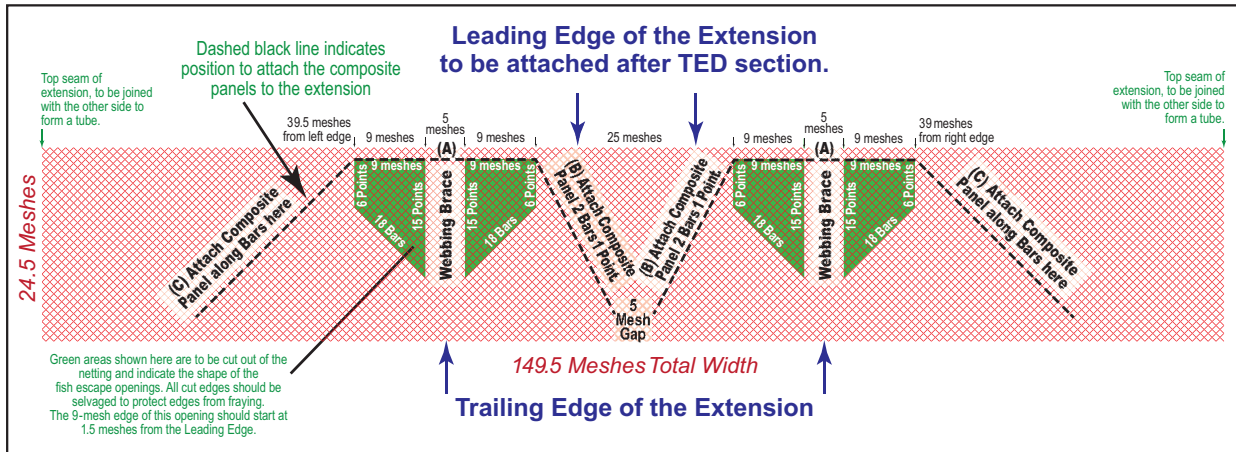 Leading Edge of the Extension
to be attached after TED section.
Dashed black line indicates
position to attach the composite
panels to the extension
Top seam of
extension, to be joined
with the other side to
form a tube.
Top seam of
extension, to be joined
with the other side to
form a tube.
39.5 meshes
from left edge
9 meshes
5
meshes
(A)
9 meshes
25 meshes
9 meshes
5
meshes
(A)
9 meshes
39 meshes
from right edge
24.5 Meshes
(C) Attach Composite
Panel along Bars here
9 meshes
6 Points
15 Points
18 Bars
Webbing Brace
9 meshes
15 Points
6 Points
18 Bars
(B) Attach Composite
Panel 2 Bars 1 Point.
5
Mesh
Gap
(B) Attach Composite
Panel 2 Bars 1 Point.
9 meshes
6 Points
15 Points
18 Bars
Webbing Brace
9 meshes
15 Points
6 Points
18 Bars
(C) Attach Composite
Panel along Bars here
Green areas shown here are to be cut out of the
netting and indicate the shape of the
fish escape openings. All cut edges should be
selvaged to protect edges from fraying.
The 9-mesh edge of this opening should start at
1.5 meshes from the Leading Edge.
149.5 Meshes Total Width
Trailing Edge of the Extension